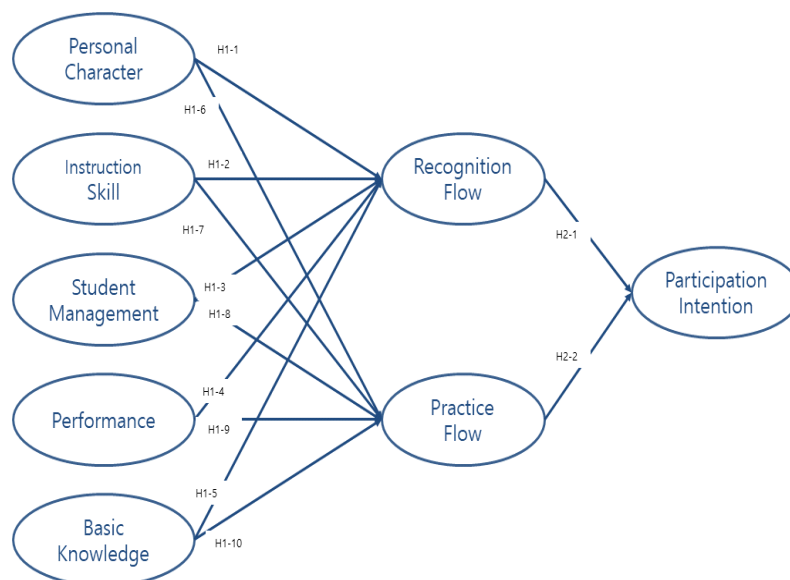 Personal
Character
H1-1
H1-6
Instruction
Skill
H1-2
H1-7
Recognition
Flow
H2-1
Student
Management
H1-3
H1-8
Participation
Intention
H2-2
Performance
H1-4
H1-9
Practice
Flow
H1-5
Basic
Knowledge
H1-10